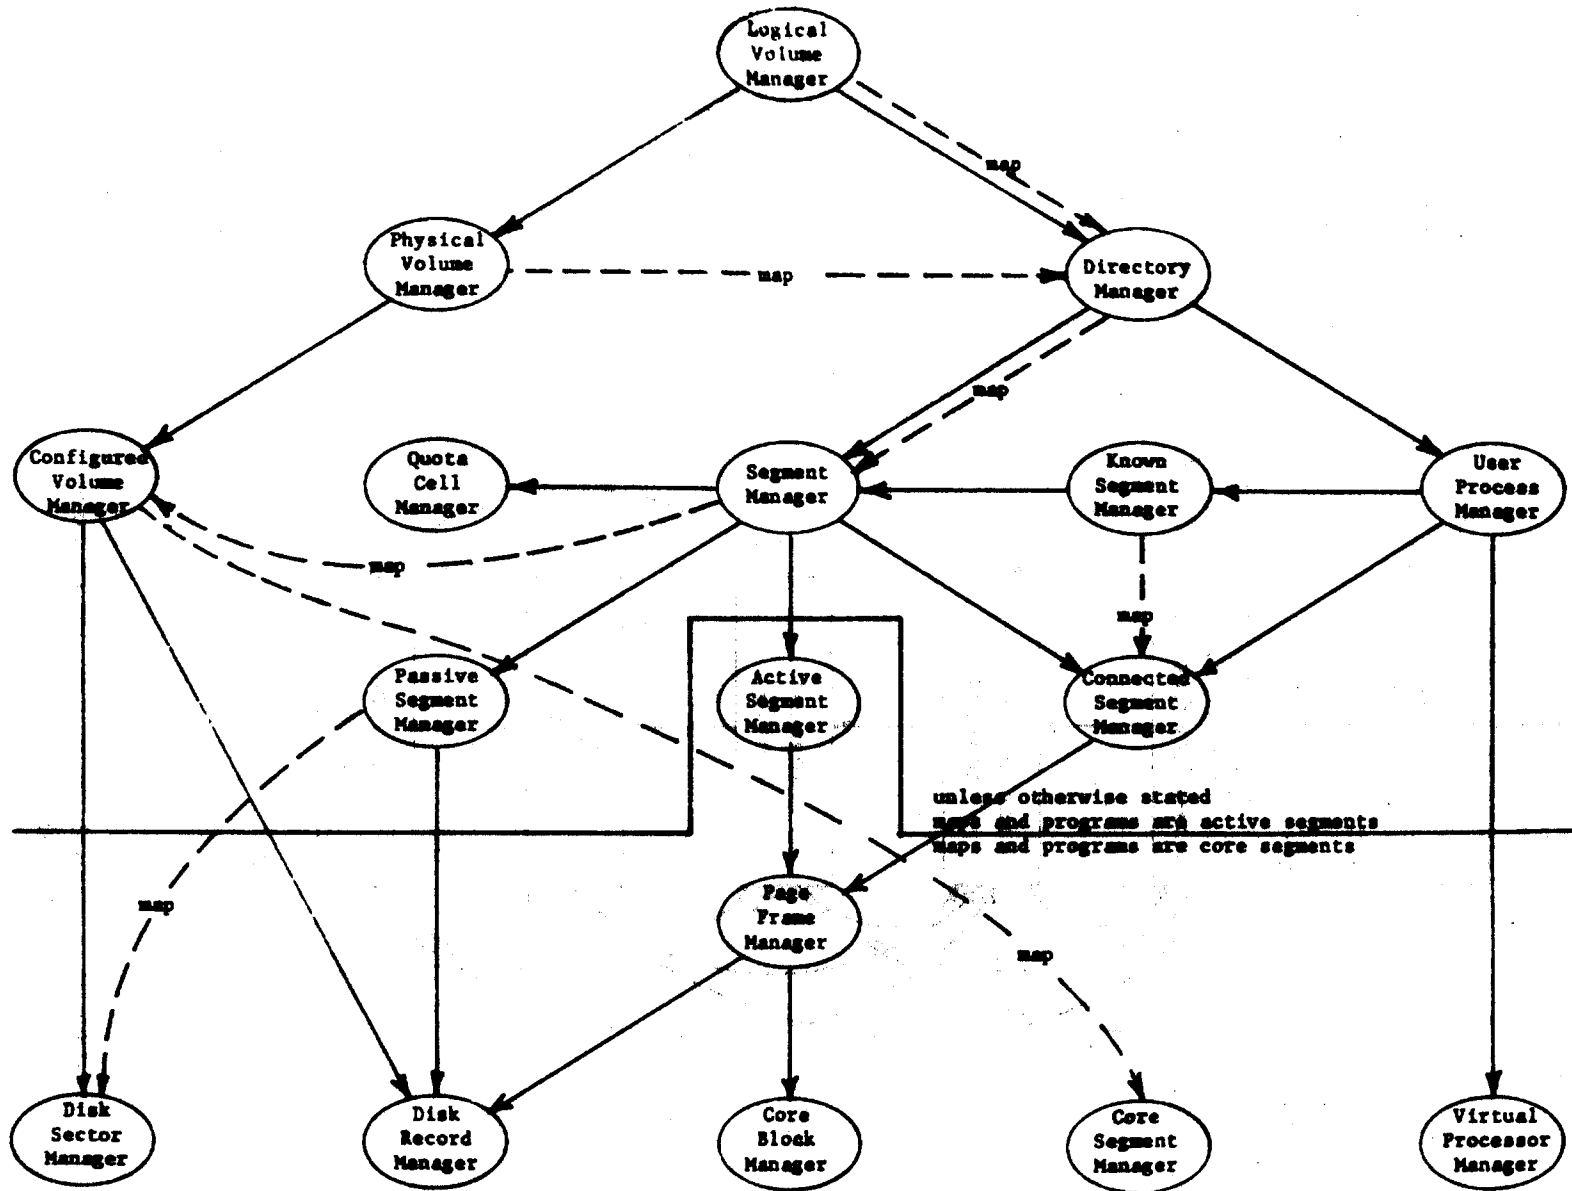 Logical
Volume
Manager
map
Physical
Volume
Manager
map
Directory
Manager
map
Configured
Volume
Manager
Quota
Cell
Manager
Segment
Manager
Known
Segment
Manager
User
Process
Manager
map
map
Passive
Segment
Manager
Active
Segment
Manager
Connected
Segment
Manager
unless otherwise stated
maps and programs are active segments
maps and programs are core segments
map
Page
Frame
Manager
map
Disk
Sector
Manager
Disk
Record
Manager
Core
Block
Manager
Core
Segment
Manager
Virtual
Processor
Manager